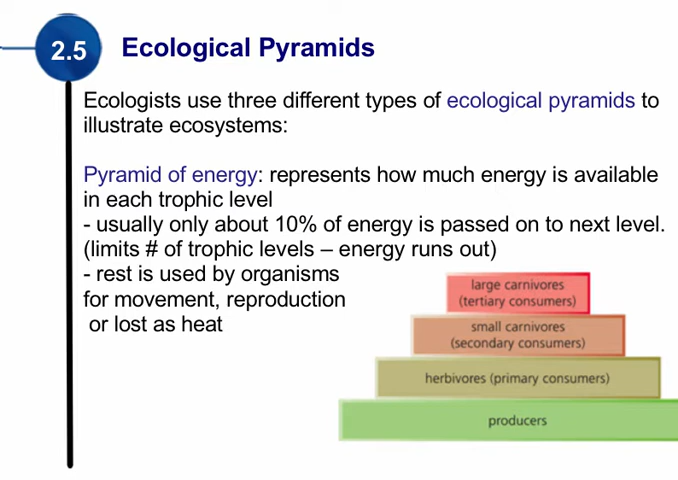 2.5
Ecological Pyramids
Ecologists use three different types of ecological pyramids to
illustrate ecosystems:
Pyramid of energy: represents how much energy is available
in each trophic level
- usually only about 10% of energy is passed on to next level.
(limits # of trophic levels – energy runs out)
- rest is used by organisms
for movement, reproduction
or lost as heat
large carnivores
(tertiary consumers)
small carnivores
(secondary consumers)
herbivores (primary consumers)
producers